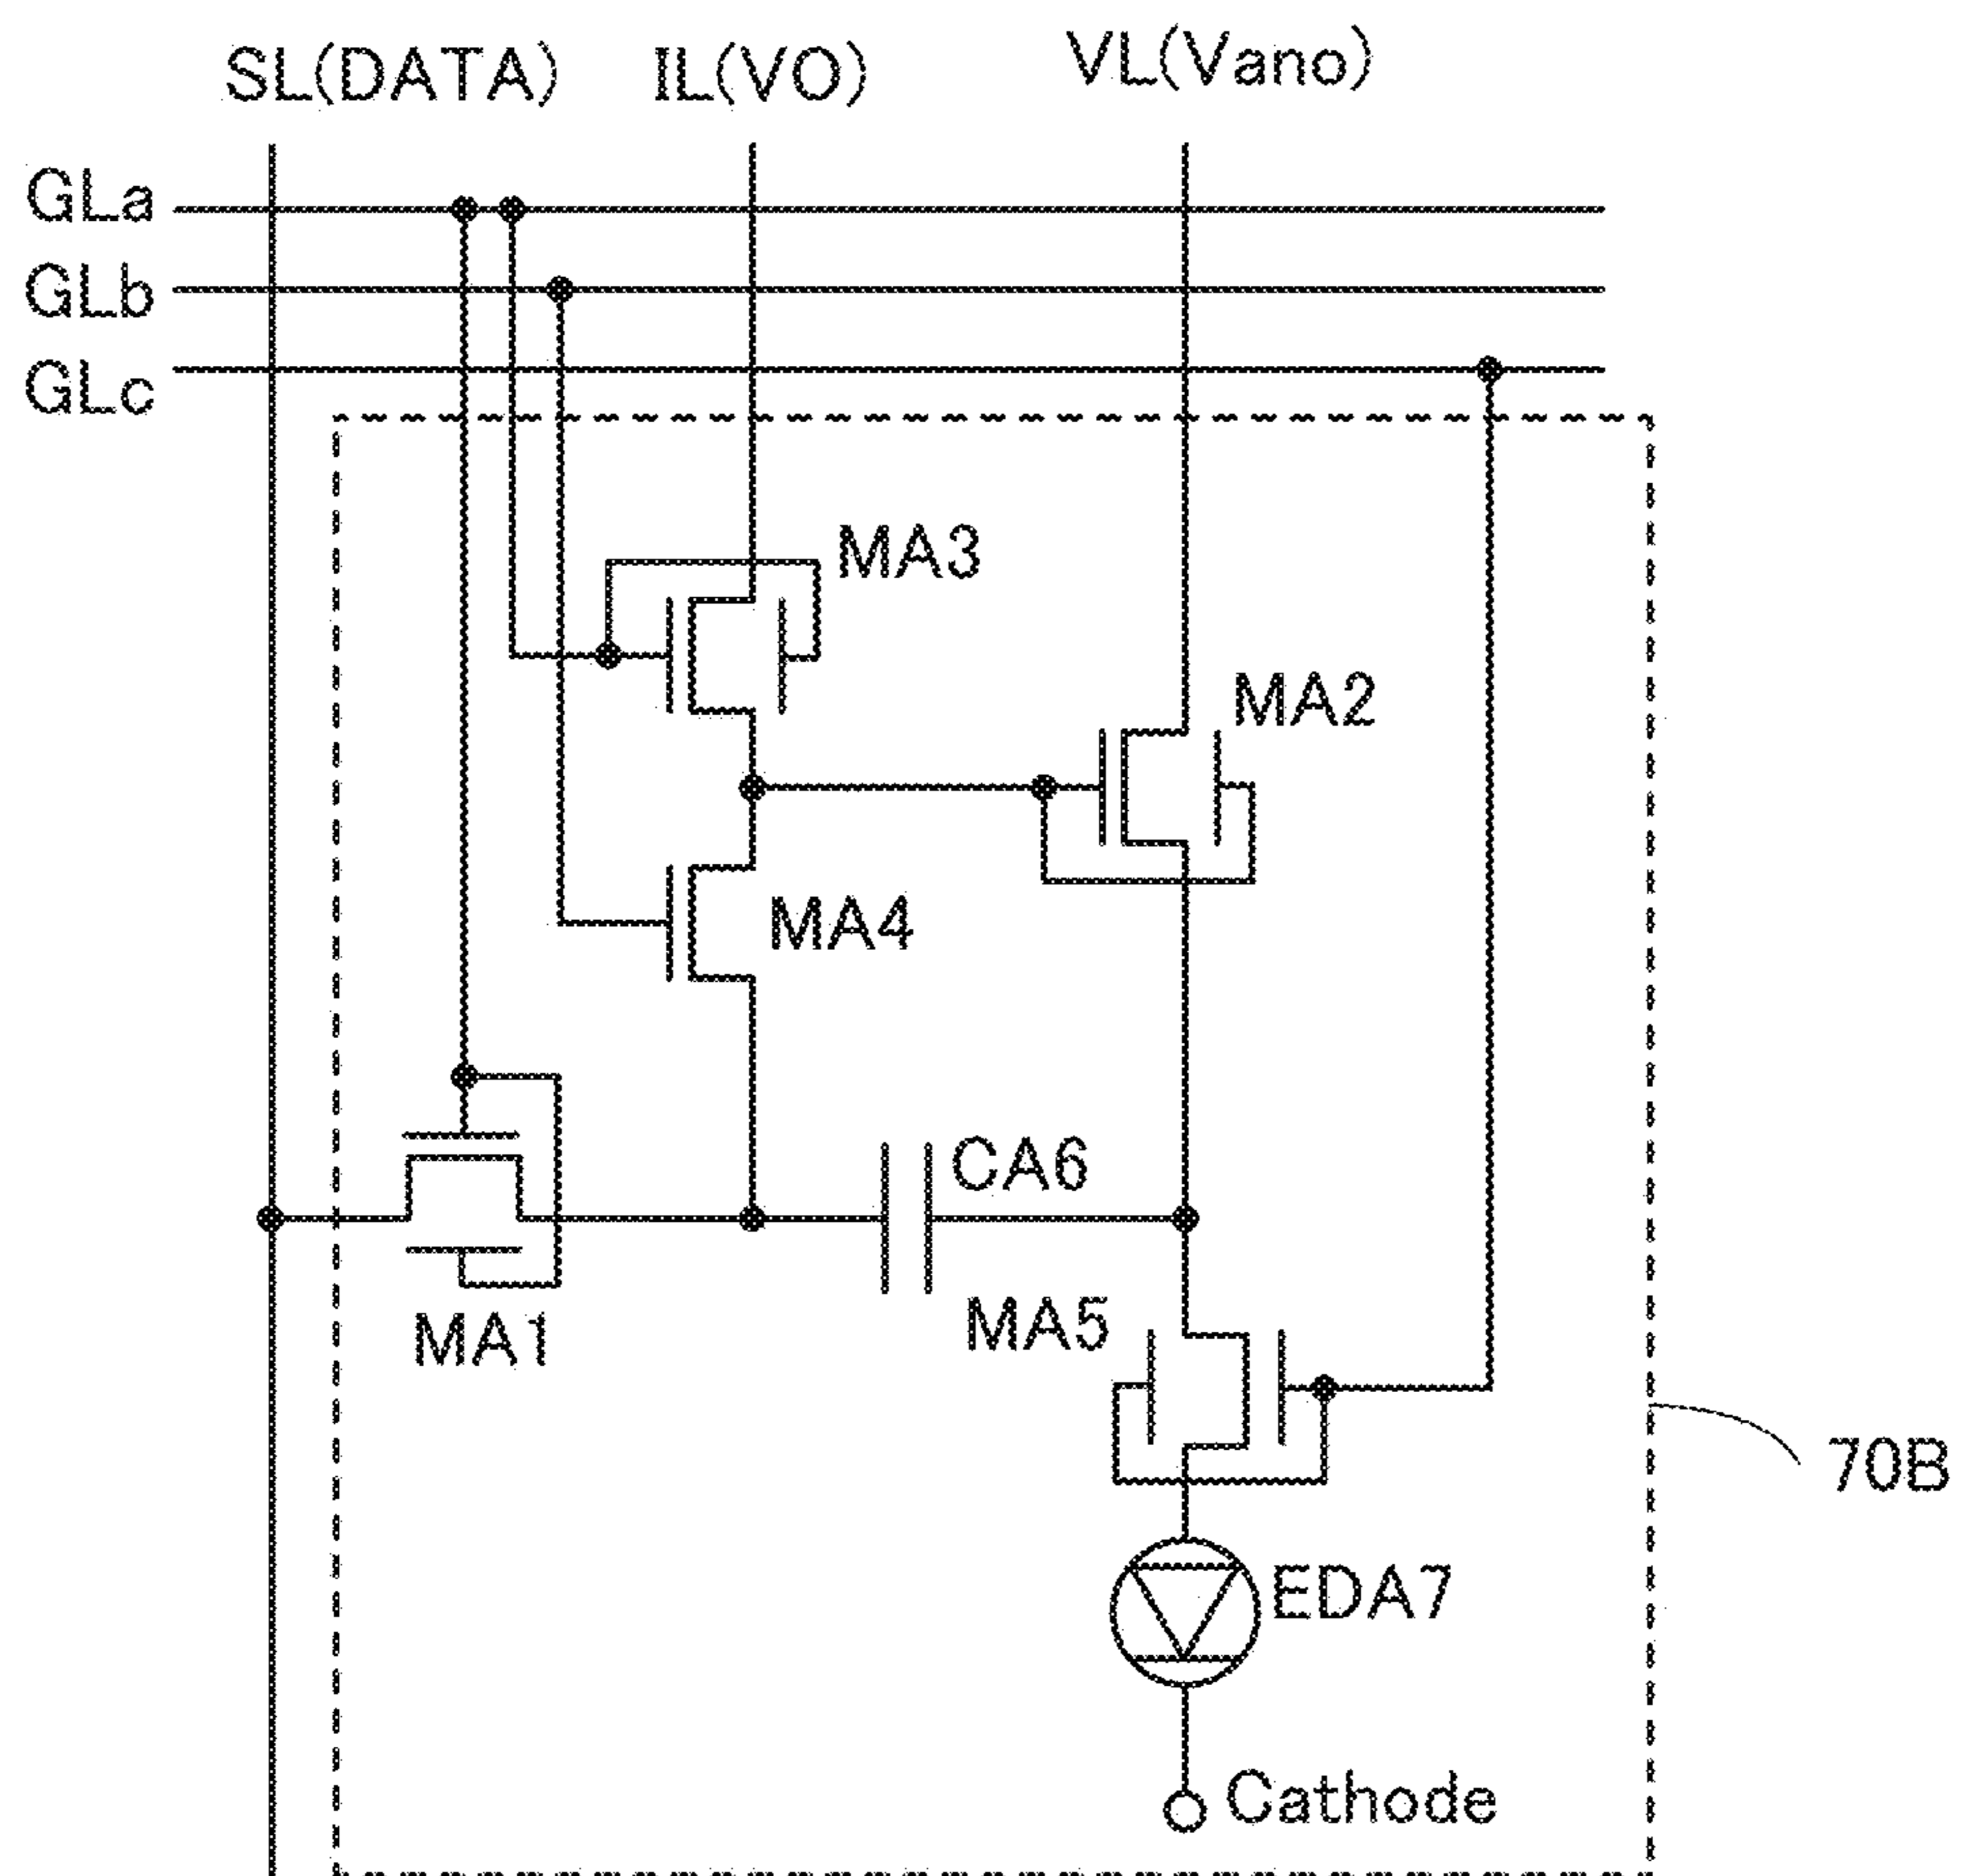 SL(DATA) IL(VO) VL(Vano)
GLa
GLb
GLc
MA3
MA2
MA4
CA6
MA5
MA1
70B
EDA7
Cathode